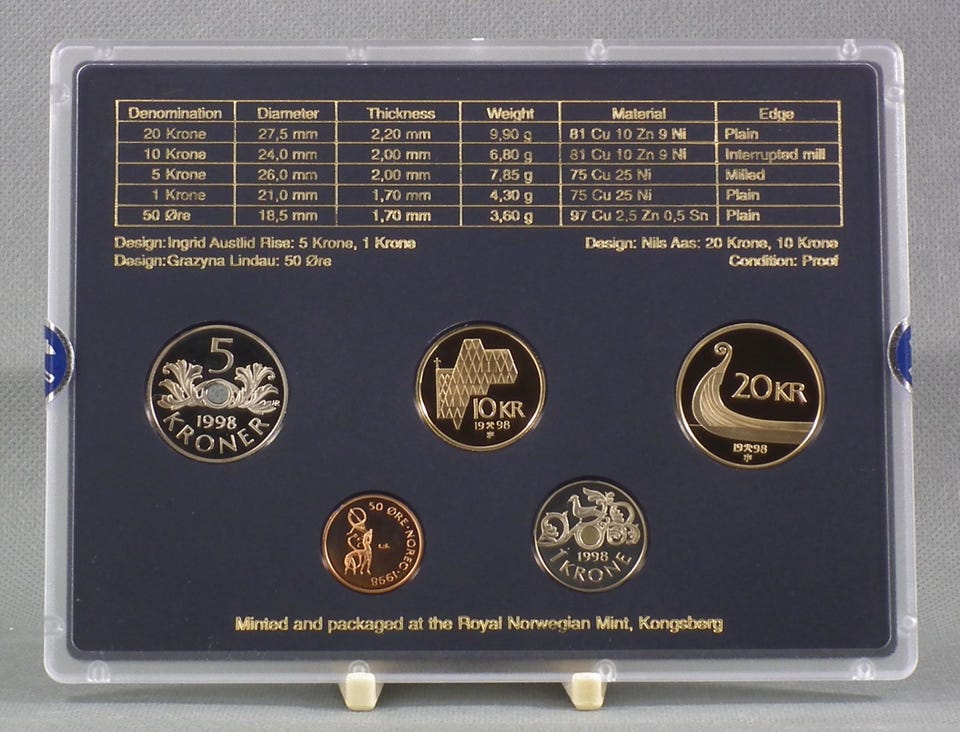 Denomination Diameter Thickness Weight Material Edge
20 Krone 27,5 mm 2,20 mm 9,90 g 81 Cu 10 Zn 9 Ni Plain
10 Krone 24,0 mm 2,00 mm 6,80 g 81 Cu 10 Zn 9 Ni Interrupted mill
5 Krone 26,0 mm 2,00 mm 7,85 g 75 Cu 25 Ni Milled
1 Krone 21,0 mm 1,70 mm 4,30 g 75 Cu 25 Ni Plain
50 Øre 18,5 mm 1,70 mm 3,60 g 97 Cu 2,5 Zn 0,5 Sn Plain
Design:Ingrid Austlid Rise: 5 Krone, 1 Krone
Design: Nils Aas: 20 Krone, 10 Krone
Design:Grazyna Lindau: 50 Øre
Condition: Proof
5
1998
KRONER
10 KR
19 98
20 KR
19 98
50 ØRE·NOREG·1998
1998
1 KRONE
Minted and packaged at the Royal Norwegian Mint, Kongsberg